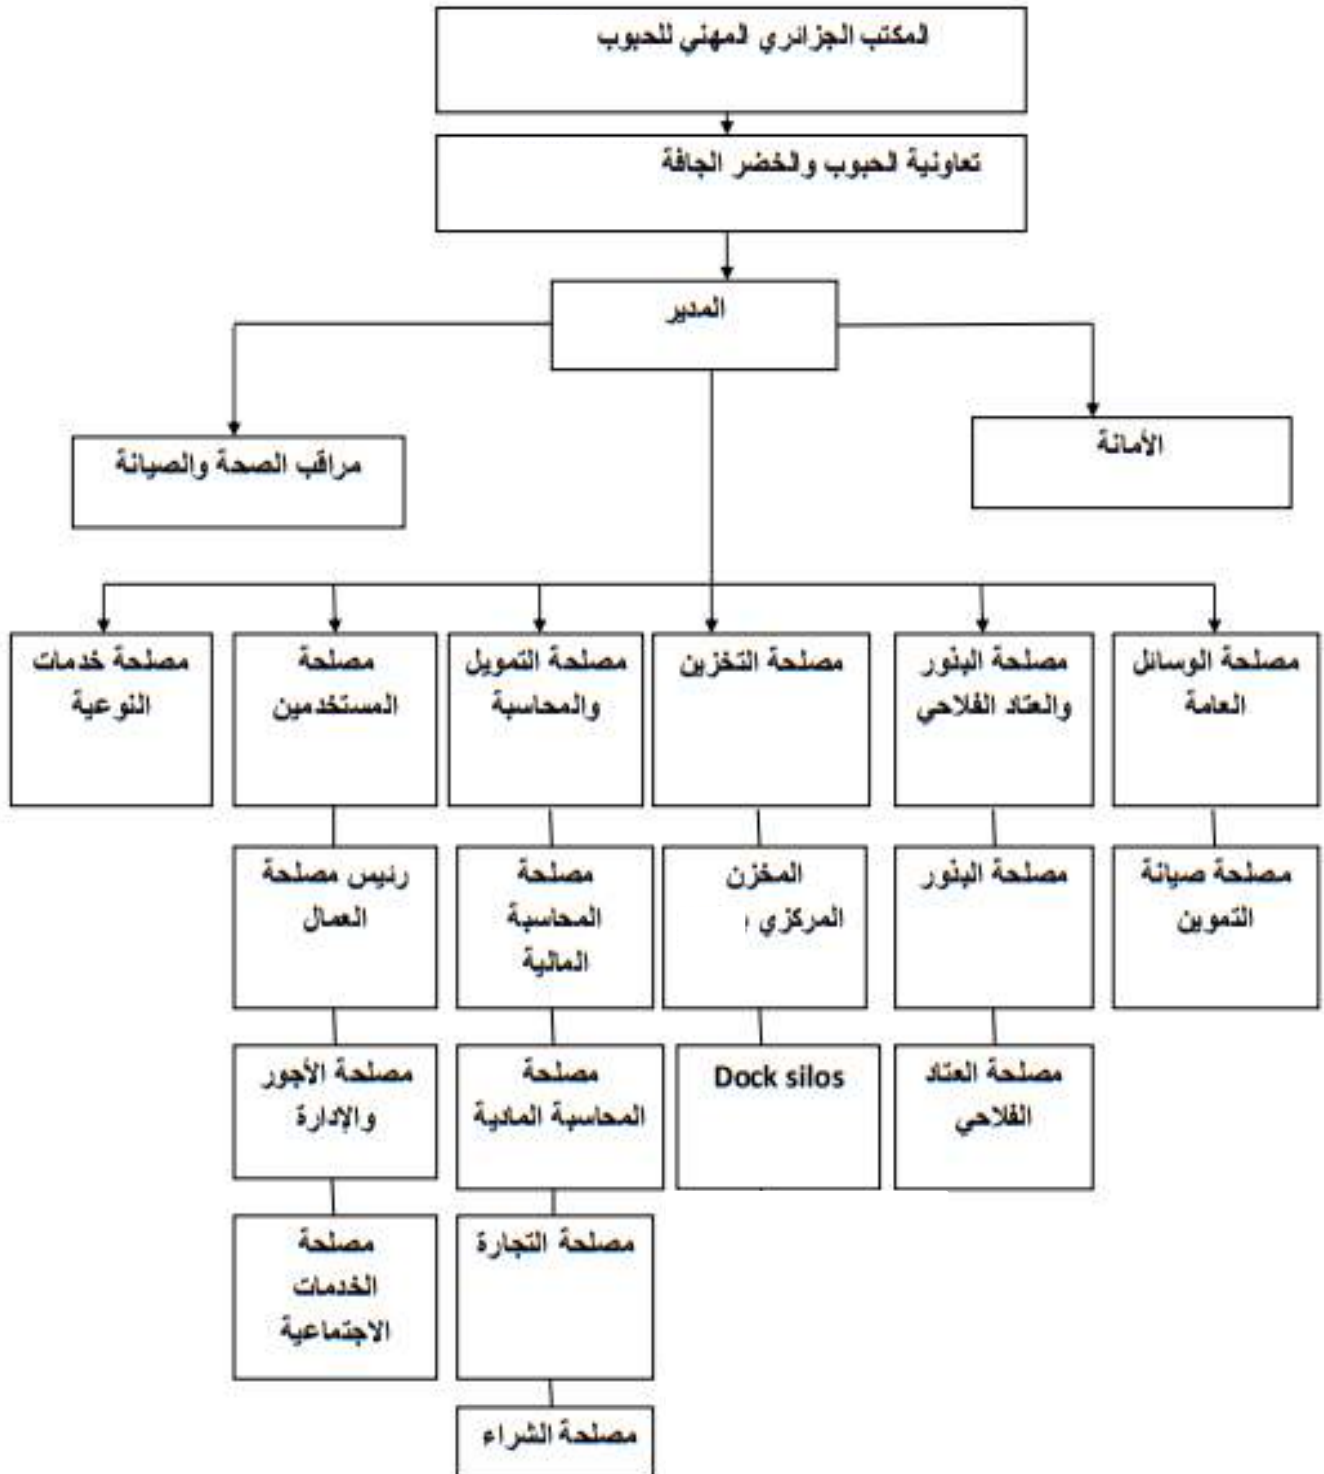 المكتب الجزائري المهني للحبوب
تعاونية الحبوب والخضر الجافة
المدير
الأمانة
مراقب الصحة والصيانة
مصلحة الوسائل
العامة
مصلحة البذور
والعتاد الفلاحي
مصلحة التخزين
مصلحة التمويل
والمحاسبة
مصلحة
المستخدمين
مصلحة خدمات
النوعية
مصلحة صيانة
التموين
مصلحة البذور
المخزن
المركزي
مصلحة
المحاسبة
المالية
رئيس مصلحة
العمال
مصلحة العتاد
الفلاحي
Dock silos
مصلحة
المحاسبة المادية
مصلحة الأجور
والإدارة
مصلحة التجارة
مصلحة
الخدمات
الاجتماعية
مصلحة الشراء